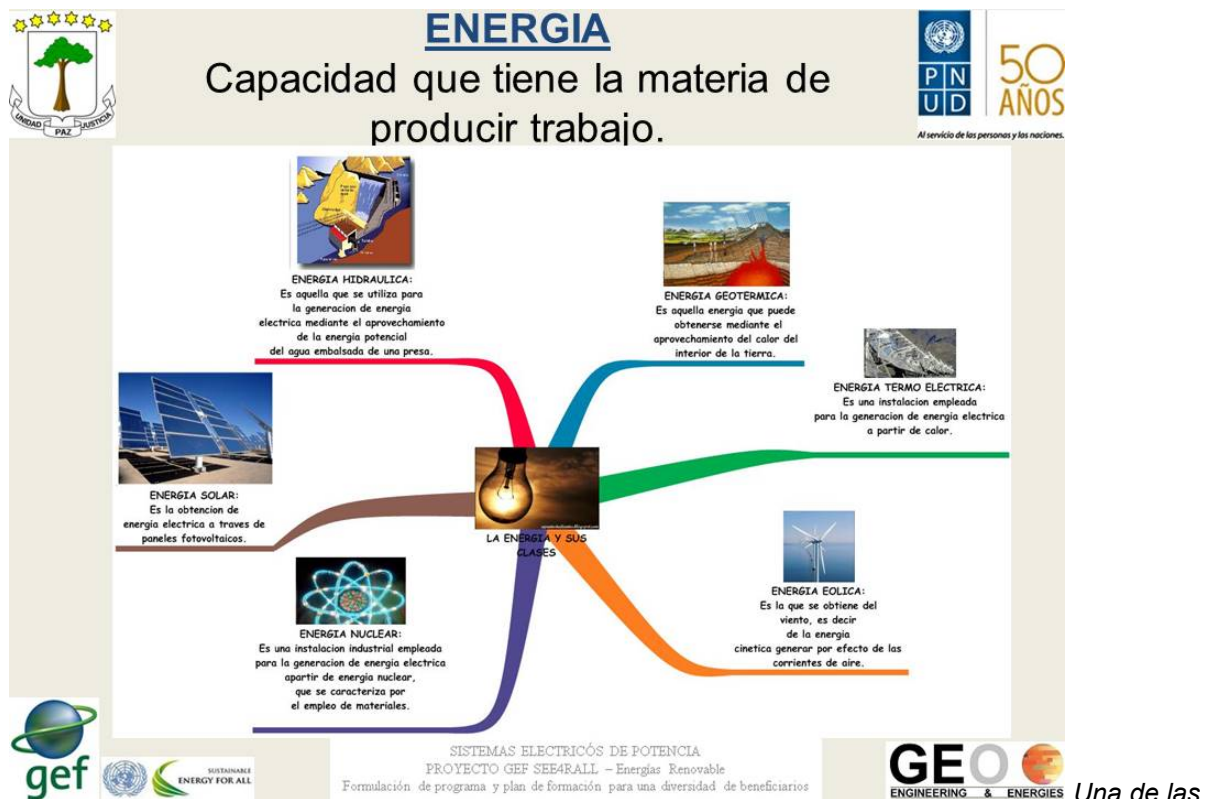 ENERGIA
Capacidad que tiene la materia de
producir trabajo.
UNIDAD PAZ JUSTICIA
P N
U D
50
AÑOS
Al servicio de las personas y las naciones.
ENERGIA HIDRAULICA:
Es aquella que se utiliza para
la generacion de energia
electrica mediante el aprovechamiento
de la energia potencial
del agua embalsada de una presa.
ENERGIA GEOTERMICA:
Es aquella energia que puede
obtenerse mediante el
aprovechamiento del calor del
interior de la tierra.
ENERGIA TERMO ELECTRICA:
Es una instalacion empleada
para la generacion de energia electrica
a partir de calor.
ENERGIA SOLAR:
Es la obtencion de
energia electrica a traves de
paneles fotovoltaicos.
LA ENERGIA Y SUS
CLASES
ENERGIA NUCLEAR:
Es una instalacion industrial empleada
para la generacion de energia electrica
apartir de energia nuclear,
que se caracteriza por
el empleo de materiales.
ENERGIA EOLICA:
Es la que se obtiene del
viento, es decir
de la energia
cinetica generar por efecto de las
corrientes de aire.
gef
SUSTAINABLE
ENERGY FOR ALL
SISTEMAS ELECTRICÓS DE POTENCIA
PROYECTO GEF SEE4RALL – Energías Renovable
Formulación de programa y plan de formación para una diversidad de beneficiarios
GEO
ENGINEERING & ENERGIES
Una de las